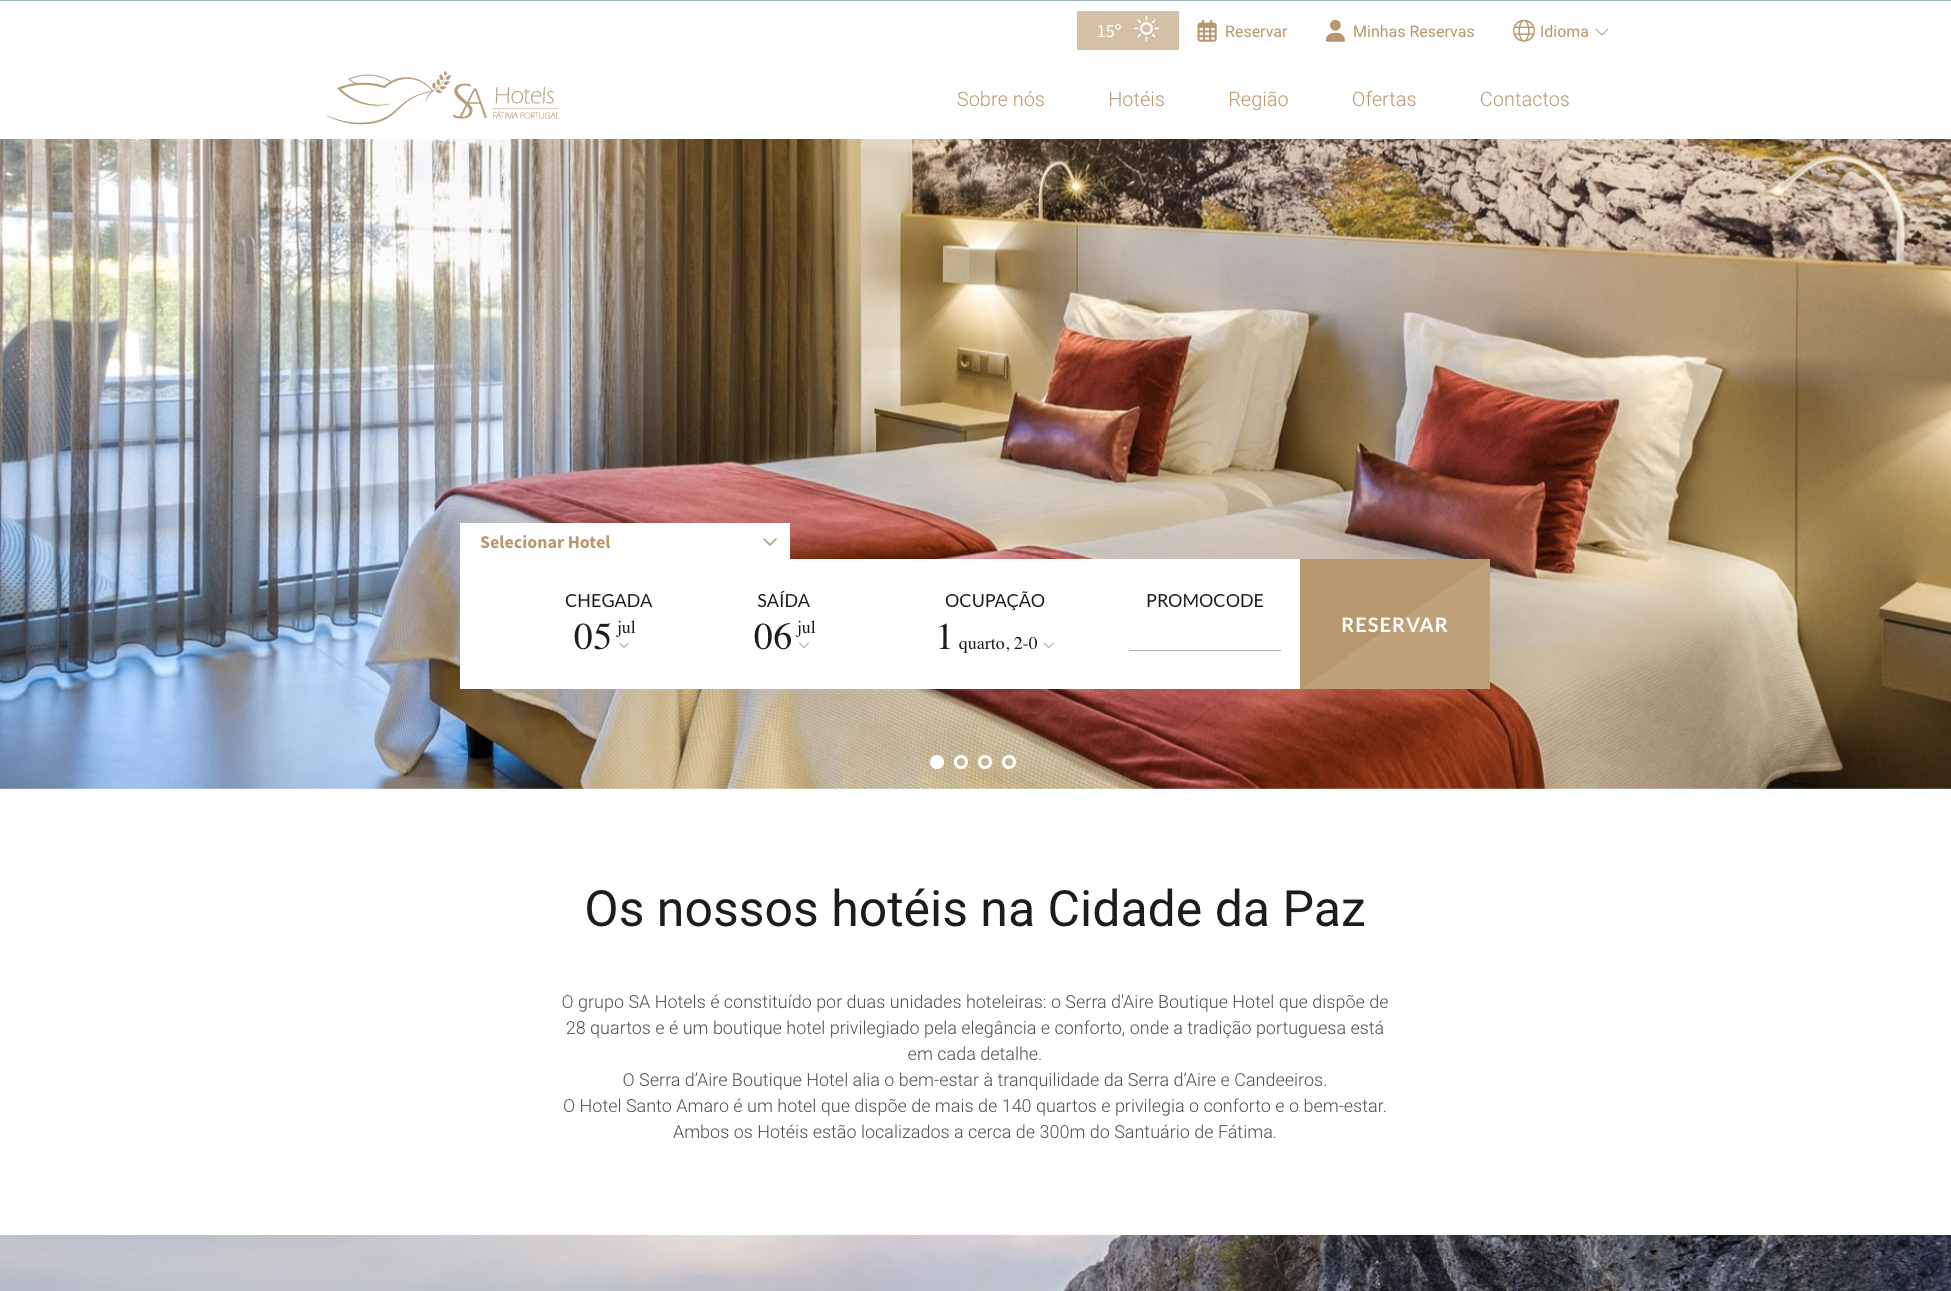 15°
Reservar
Minhas Reservas
Idioma
SA Hotels
FÁTIMA PORTUGAL
Sobre nós
Hotéis
Região
Ofertas
Contactos
Selecionar Hotel
CHEGADA
05 jul
SAÍDA
06 jul
OCUPAÇÃO
1 quarto, 2-0
PROMOCODE
RESERVAR
Os nossos hotéis na Cidade da Paz
O grupo SA Hotels é constituído por duas unidades hoteleiras: o Serra d'Aire Boutique Hotel que dispõe de
28 quartos e é um boutique hotel privilegiado pela elegância e conforto, onde a tradição portuguesa está
em cada detalhe.
O Serra d’Aire Boutique Hotel alia o bem-estar à tranquilidade da Serra d’Aire e Candeeiros.
O Hotel Santo Amaro é um hotel que dispõe de mais de 140 quartos e privilegia o conforto e o bem-estar.
Ambos os Hotéis estão localizados a cerca de 300m do Santuário de Fátima.